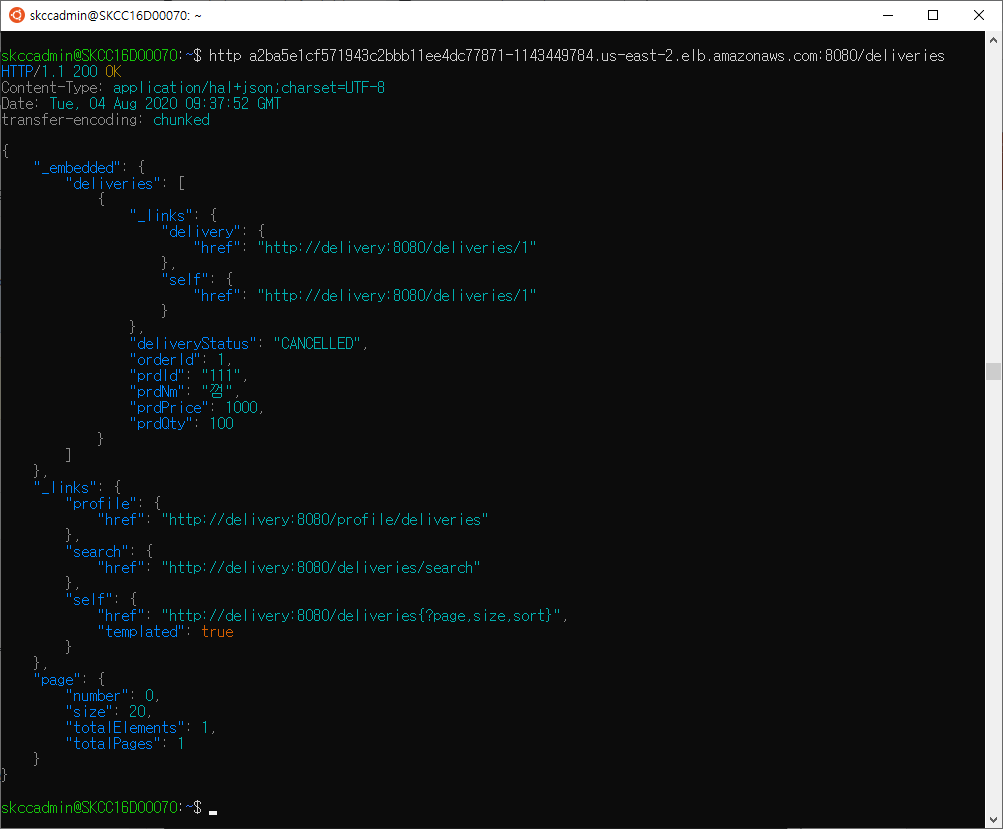 skccadmin@SKCC16D00070: ~
skccadmin@SKCC16D00070:~$ http a2ba5e1cf571943c2bbb11ee4dc77871-1143449784.us-east-2.elb.amazonaws.com:8080/deliveries
HTTP/1.1 200 OK
Content-Type: application/hal+json;charset=UTF-8
Date: Tue, 04 Aug 2020 09:37:52 GMT
transfer-encoding: chunked
{
    "_embedded": {
        "deliveries": [
            {
                "_links": {
                    "delivery": {
                        "href": "http://delivery:8080/deliveries/1"
                    },
                    "self": {
                        "href": "http://delivery:8080/deliveries/1"
                    }
                },
                "deliveryStatus": "CANCELLED",
                "orderId": 1,
                "prdId": "111",
                "prdNm": "껌",
                "prdPrice": 1000,
                "prdQty": 100
            }
        ]
    },
    "_links": {
        "profile": {
            "href": "http://delivery:8080/profile/deliveries"
        },
        "search": {
            "href": "http://delivery:8080/deliveries/search"
        },
        "self": {
            "href": "http://delivery:8080/deliveries{?page,size,sort}",
            "templated": true
        }
    },
    "page": {
        "number": 0,
        "size": 20,
        "totalElements": 1,
        "totalPages": 1
    }
}
skccadmin@SKCC16D00070:~$